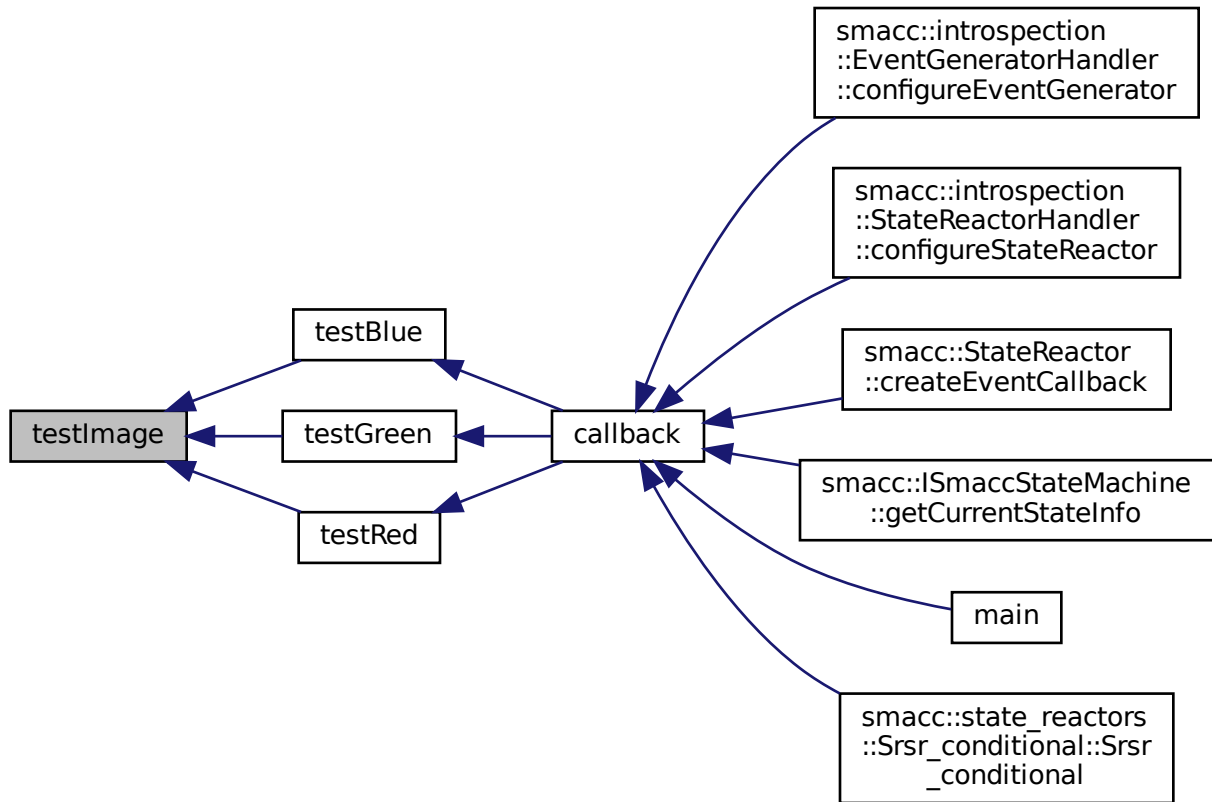 testImage
testBlue
testGreen
testRed
callback
smacc::introspection
::EventGeneratorHandler
::configureEventGenerator
smacc::introspection
::StateReactorHandler
::configureStateReactor
smacc::StateReactor
::createEventCallback
smacc::ISmaccStateMachine
::getCurrentStateInfo
main
smacc::state_reactors
::Srsr_conditional::Srsr
_conditional